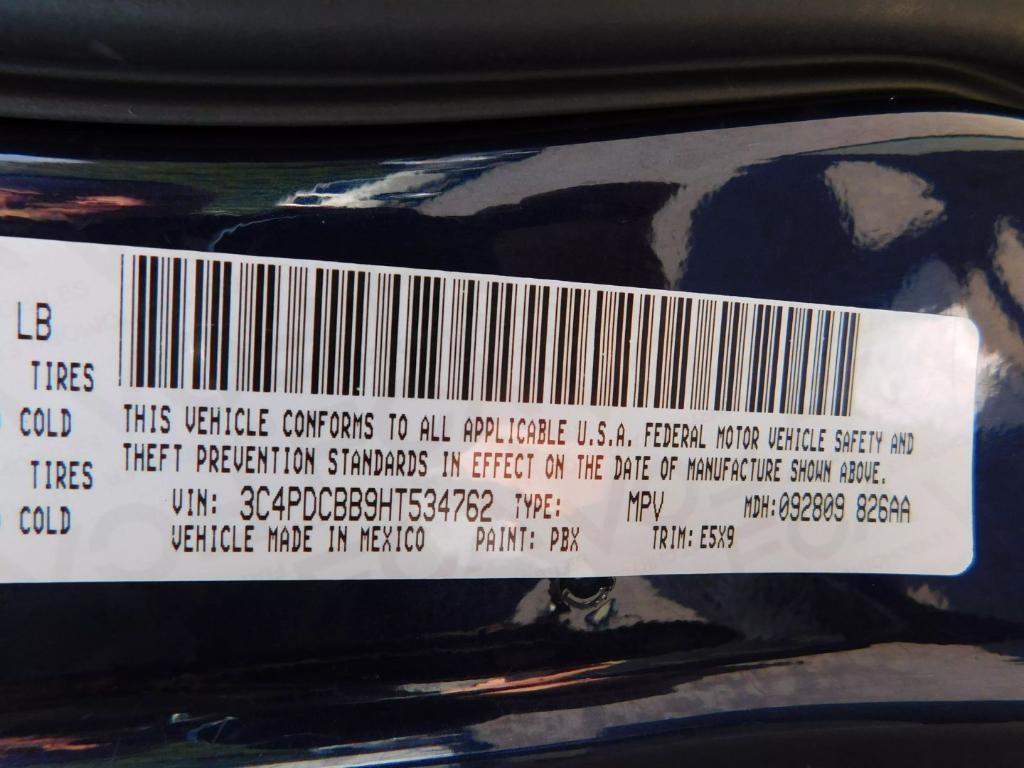 LB
TIRES
COLD
TIRES
COLD
THIS VEHICLE CONFORMS TO ALL APPLICABLE U.S.A. FEDERAL MOTOR VEHICLE SAFETY AND
THEFT PREVENTION STANDARDS IN EFFECT ON THE DATE OF MANUFACTURE SHOWN ABOVE.
VIN: 3C4PDCBB9HT534762 TYPE: MPV MDH:092809 826AA
VEHICLE MADE IN MEXICO PAINT: PBX TRIM: E5X9